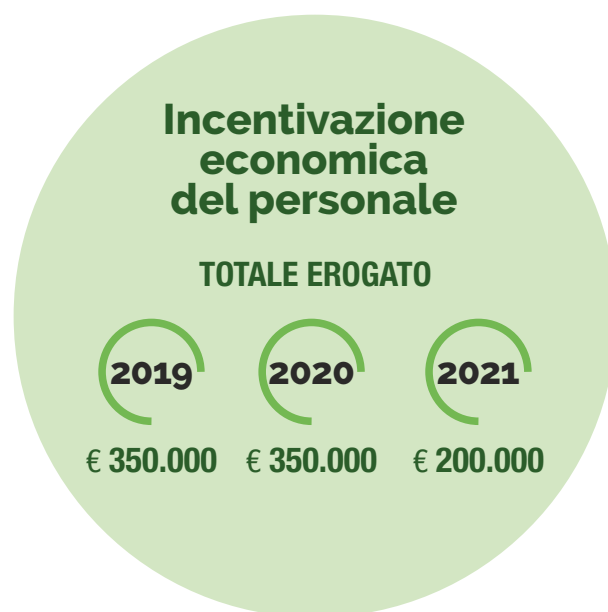 Incentivazione
economica
del personale
TOTALE EROGATO
2019 2020 2021
€ 350.000 € 350.000 € 200.000